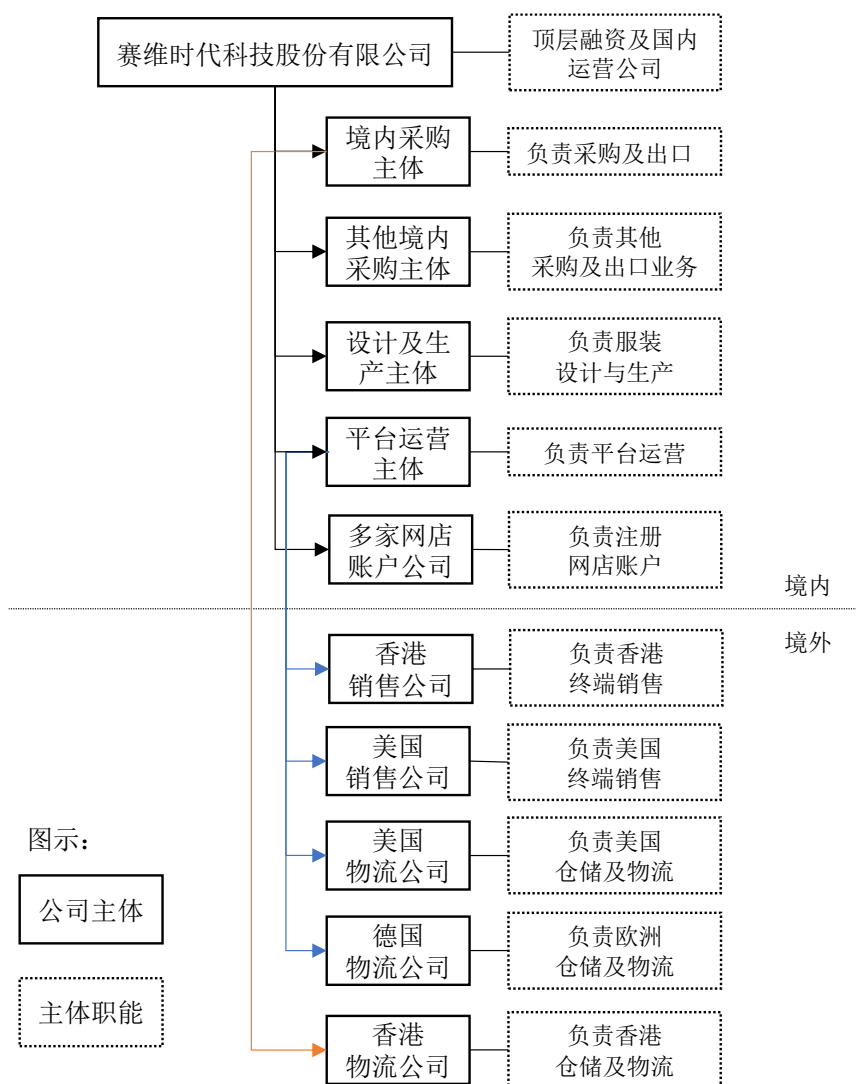 赛维时代科技股份有限公司
顶层融资及国内
运营公司
境内采购
主体
负责采购及出口
其他境内
采购主体
负责其他
采购及出口业务
设计及生
产主体
负责服装
设计与生产
平台运营
主体
负责平台运营
多家网店
账户公司
负责注册
网店账户
境内
境外
香港
销售公司
负责香港
终端销售
美国
销售公司
负责美国
终端销售
图示：
美国
物流公司
负责美国
仓储及物流
公司主体
德国
物流公司
负责欧洲
仓储及物流
主体职能
香港
物流公司
负责香港
仓储及物流